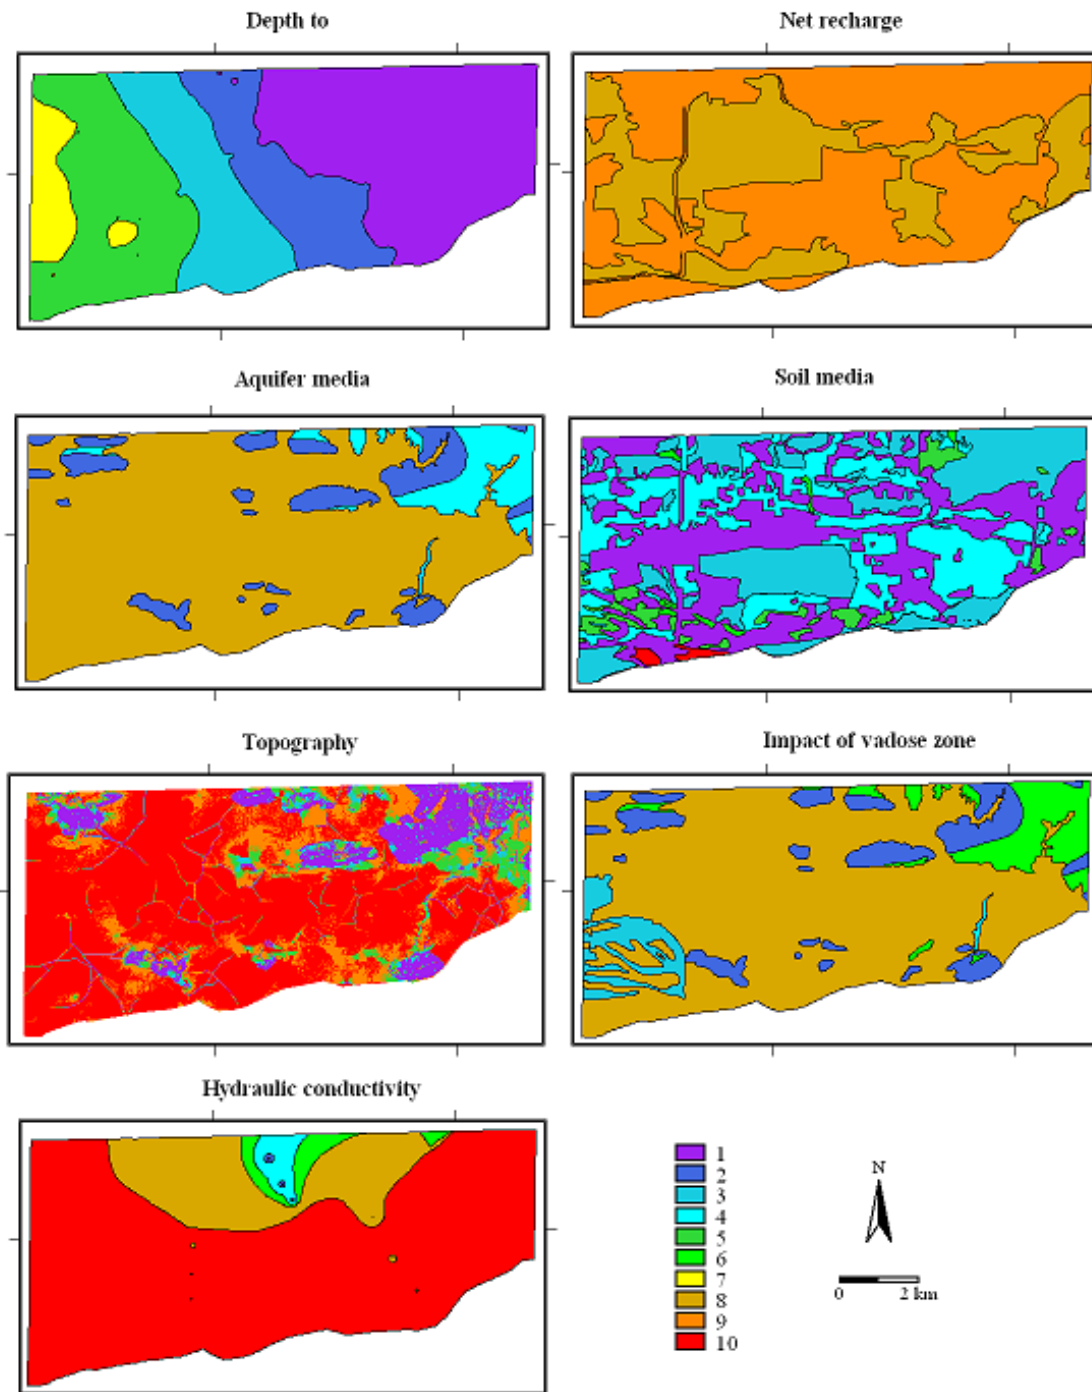 Depth to
Net recharge
Aquifer media
Soil media
Topography
Impact of vadose zone
Hydraulic conductivity
1
2
3
4
5
6
7
8
9
10
N
0 2 km